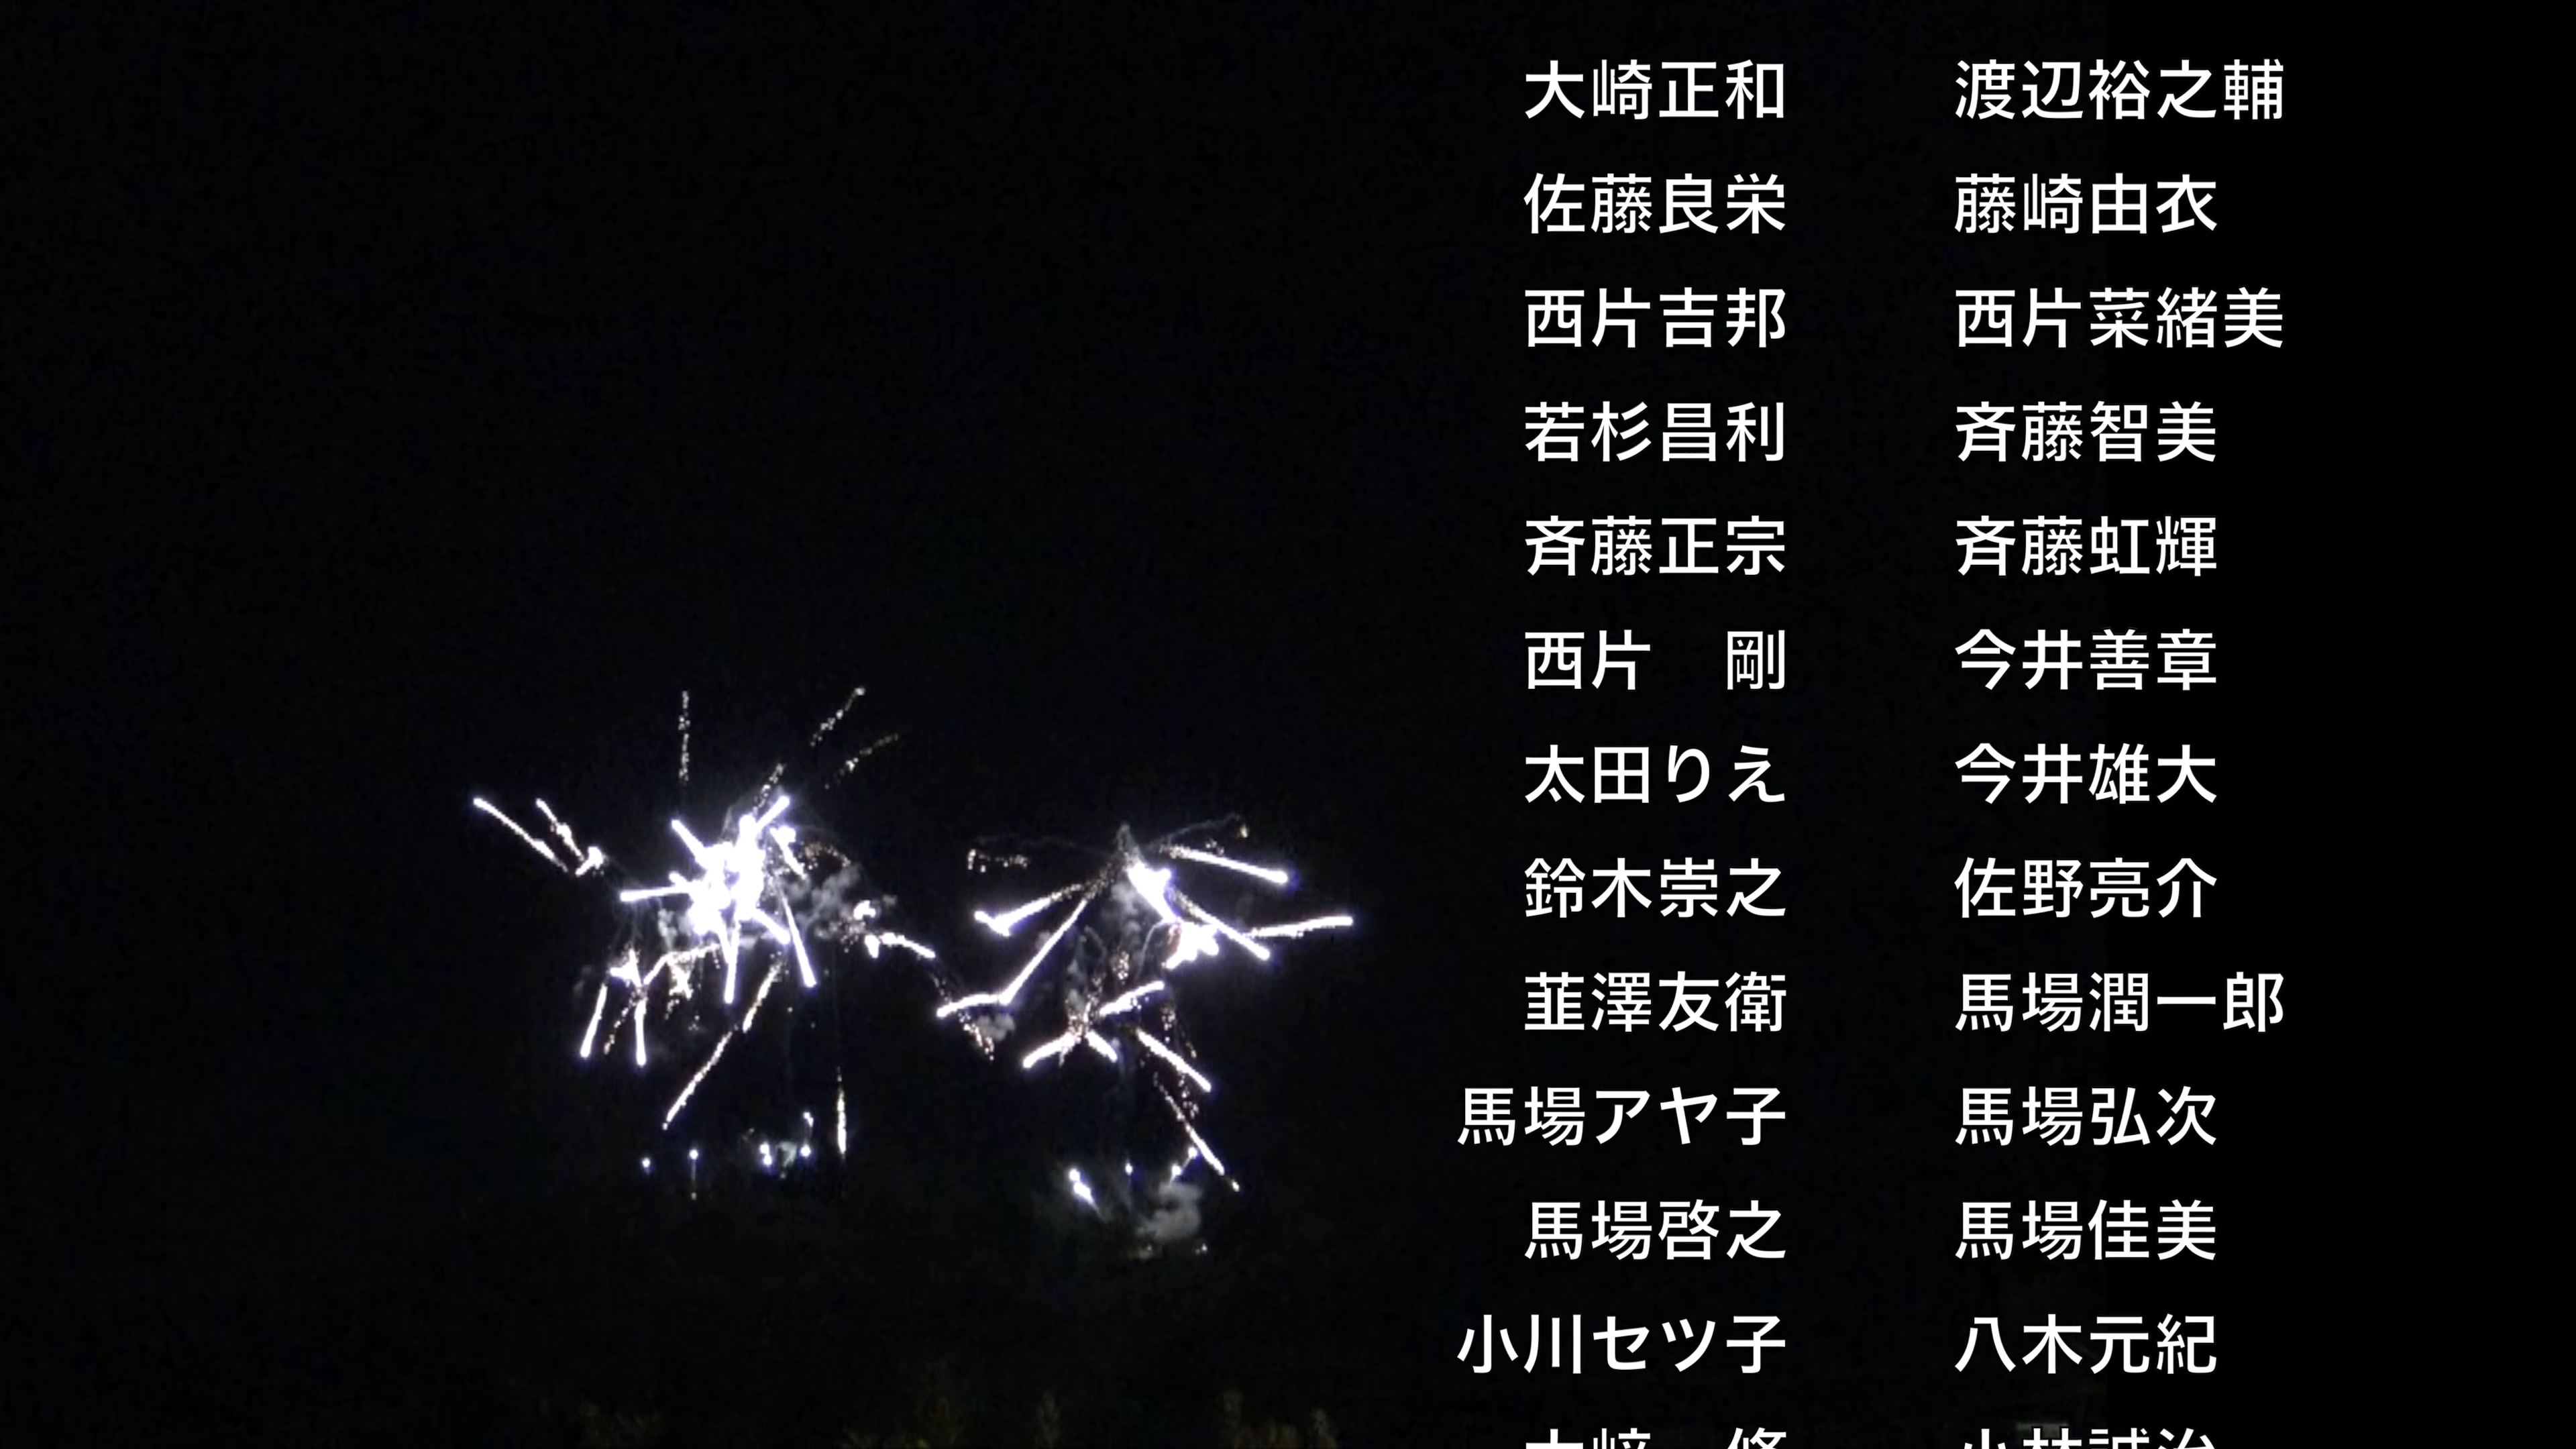 大崎正和　渡辺裕之輔
佐藤良栄　藤崎由衣
西片吉邦　西片菜緒美
若杉昌利　斉藤智美
斉藤正宗　斉藤虹輝
西片　剛　今井善章
太田りえ　今井雄大
鈴木崇之　佐野亮介
韮澤友衛　馬場潤一郎
馬場アヤ子　馬場弘次
馬場啓之　馬場佳美
小川セツ子　八木元紀